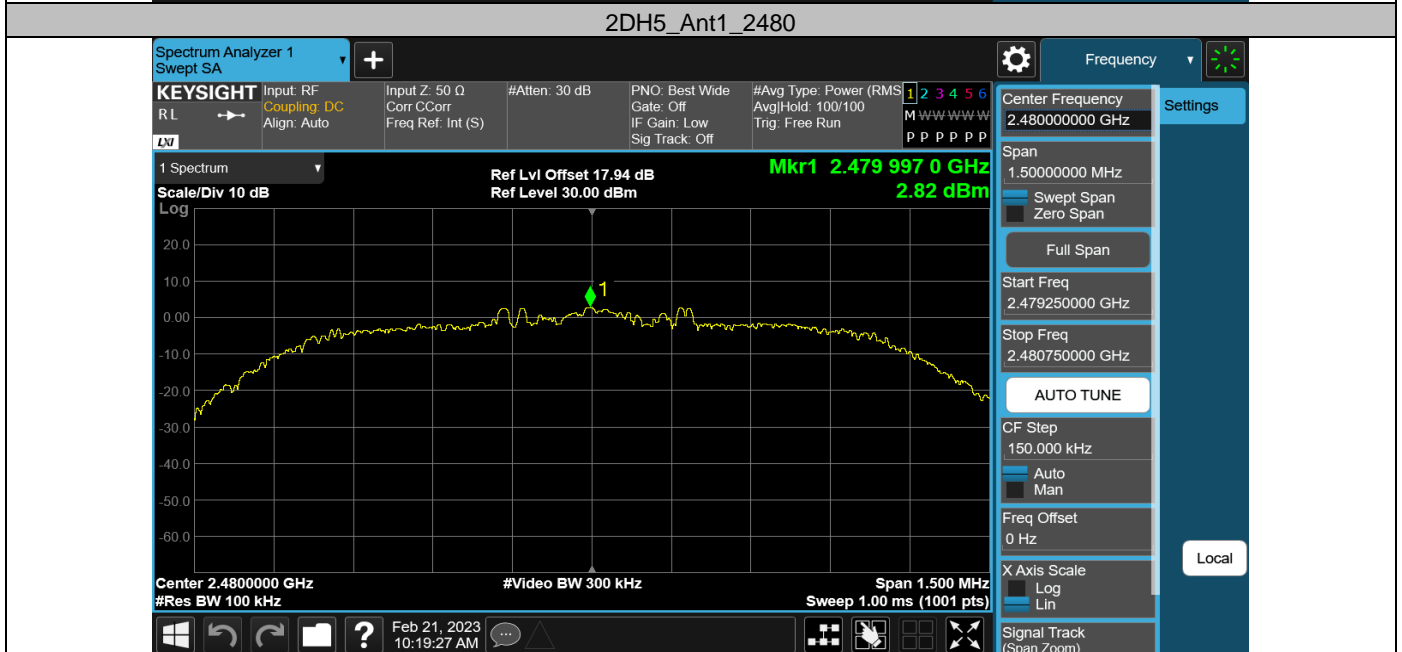 2DH5_Ant1_2480
Spectrum Analyzer 1
Swept SA
Frequency
KEYSIGHT
RL
LXI
Input: RF
Coupling: DC
Align: Auto
Input Z: 50 Ω
Corr CCorr
Freq Ref: Int (S)
#Atten: 30 dB
PNO: Best Wide
Gate: Off
IF Gain: Low
Sig Track: Off
#Avg Type: Power (RMS
Avg|Hold: 100/100
Trig: Free Run
1 2 3 4 5 6
M W W W W W
P P P P P P
1 Spectrum
Scale/Div 10 dB
Ref Lvl Offset 17.94 dB
Ref Level 30.00 dBm
Mkr1 2.479 997 0 GHz
2.82 dBm
Log
20.0
10.0
0.00
-10.0
-20.0
-30.0
-40.0
-50.0
-60.0
1
Center 2.4800000 GHz
#Res BW 100 kHz
#Video BW 300 kHz
Span 1.500 MHz
Sweep 1.00 ms (1001 pts)
?
Feb 21, 2023
10:19:27 AM
Center Frequency
2.480000000 GHz
Settings
Span
1.50000000 MHz
Swept Span
Zero Span
Full Span
Start Freq
2.479250000 GHz
Stop Freq
2.480750000 GHz
AUTO TUNE
CF Step
150.000 kHz
Auto
Man
Freq Offset
0 Hz
Local
X Axis Scale
Log
Lin
Signal Track
(Span Zoom)